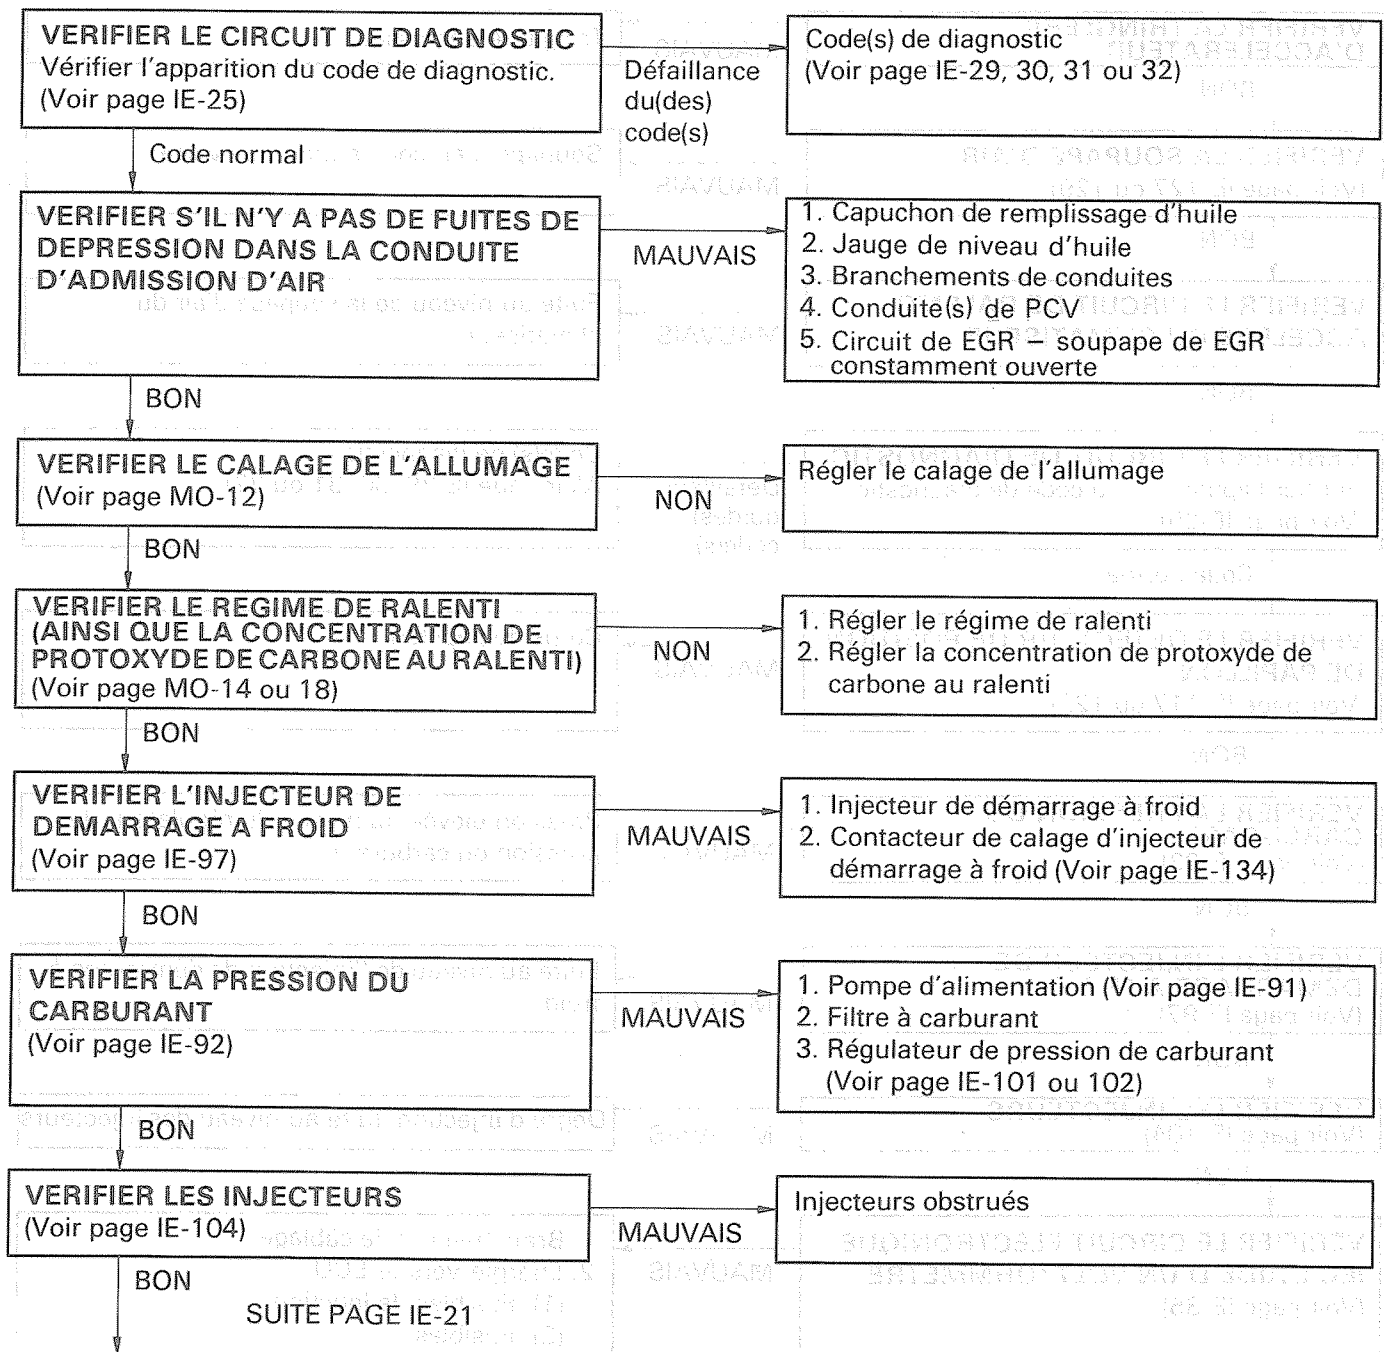 VERIFIER LE CIRCUIT DE DIAGNOSTIC
Vérifier l'apparition du code de diagnostic.
(Voir page IE-25)
Défaillance
du(des)
code(s)
Code(s) de diagnostic
(Voir page IE-29, 30, 31 ou 32)
Code normal
VERIFIER S'IL N'Y A PAS DE FUITES DE
DEPRESSION DANS LA CONDUITE
D'ADMISSION D'AIR
MAUVAIS
1. Capuchon de remplissage d'huile
2. Jauge de niveau d'huile
3. Branchements de conduites
4. Conduite(s) de PCV
5. Circuit de EGR – soupape de EGR
constamment ouverte
BON
VERIFIER LE CALAGE DE L'ALLUMAGE
(Voir page MO-12)
NON
Régler le calage de l'allumage
BON
VERIFIER LE REGIME DE RALENTI
(AINSI QUE LA CONCENTRATION DE
PROTOXYDE DE CARBONE AU RALENTI)
(Voir page MO-14 ou 18)
NON
1. Régler le régime de ralenti
2. Régler la concentration de protoxyde de
carbone au ralenti
BON
VERIFIER L'INJECTEUR DE
DEMARRAGE A FROID
(Voir page IE-97)
MAUVAIS
1. Injecteur de démarrage à froid
2. Contacteur de calage d'injecteur de
démarrage à froid (Voir page IE-134)
BON
VERIFIER LA PRESSION DU
CARBURANT
(Voir page IE-92)
MAUVAIS
1. Pompe d'alimentation (Voir page IE-91)
2. Filtre à carburant
3. Régulateur de pression de carburant
(Voir page IE-101 ou 102)
BON
VERIFIER LES INJECTEURS
(Voir page IE-104)
MAUVAIS
Injecteurs obstrués
BON
SUITE PAGE IE-21